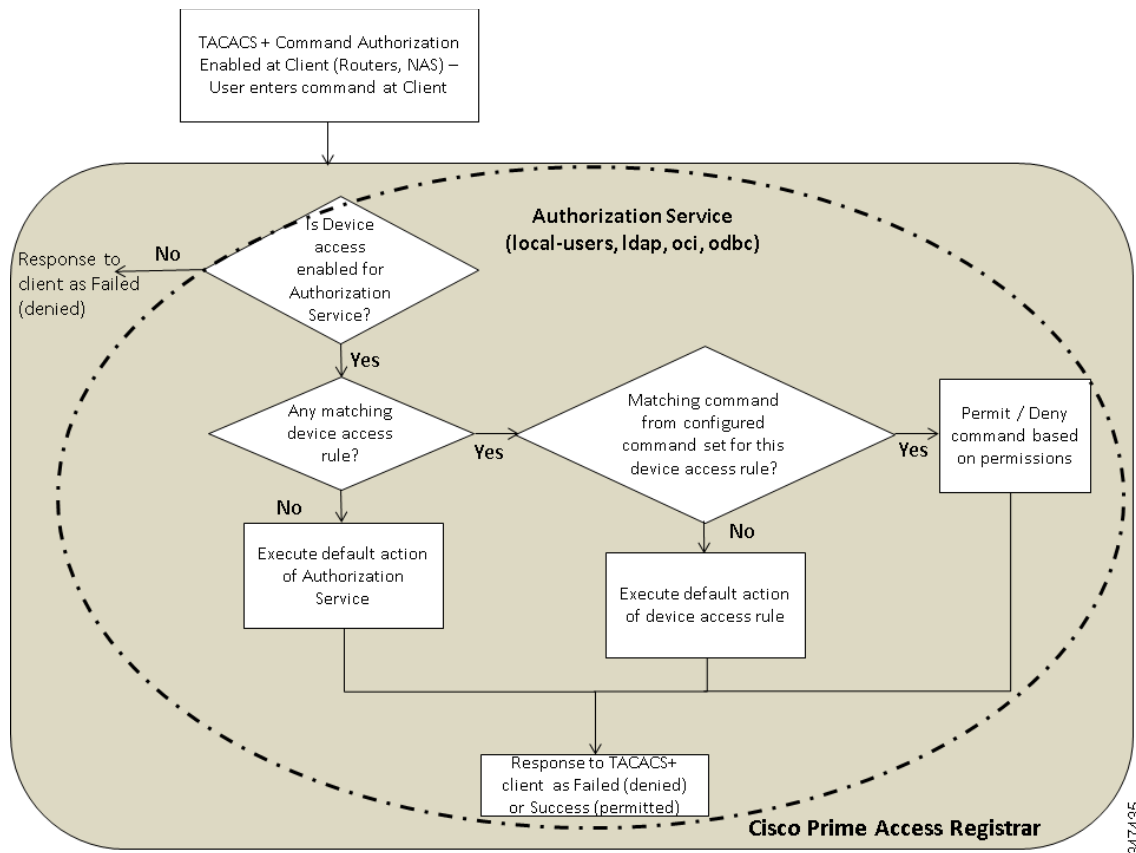 TACACS + Command Authorization
Enabled at Client (Routers, NAS) –
User enters command at Client
Authorization Service
(local-users, ldap, oci, odbc)
Is Device
access
enabled for
Authorization
Service?
No
Response to
client as Failed
(denied)
Yes
Any matching
device access
rule?
Yes
Matching command
from configured
command set for this
device access rule?
Yes
Permit / Deny
command based
on permissions
No
Execute default action
of Authorization
Service
No
Execute default action
of device access rule
Response to TACACS+
client as Failed (denied)
or Success (permitted)
Cisco Prime Access Registrar
347435